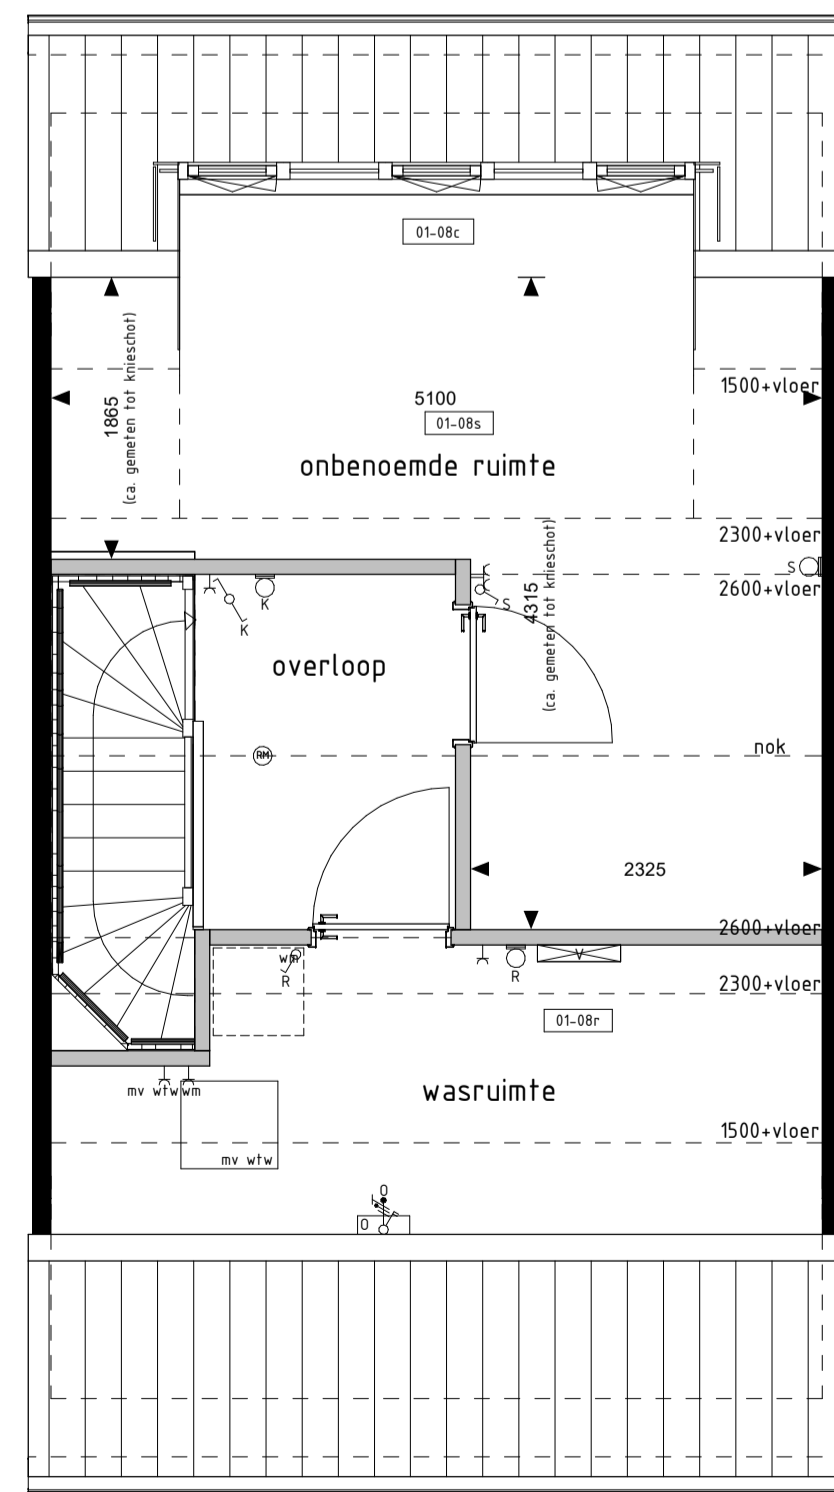 01-08c
1865
(ca. gemeten tot knieschot)
1500+vloer
5100
01-08s
onbenoemde ruimte
2300+vloer
S
2600+vloer
K
K
S
4315
(ca. gemeten tot knieschot)
overloop
RM
nok
2325
2600+vloer
wm
R
V
R
2300+vloer
01-08r
mv wtw
wm
wasruimte
1500+vloer
mv wtw
O
O